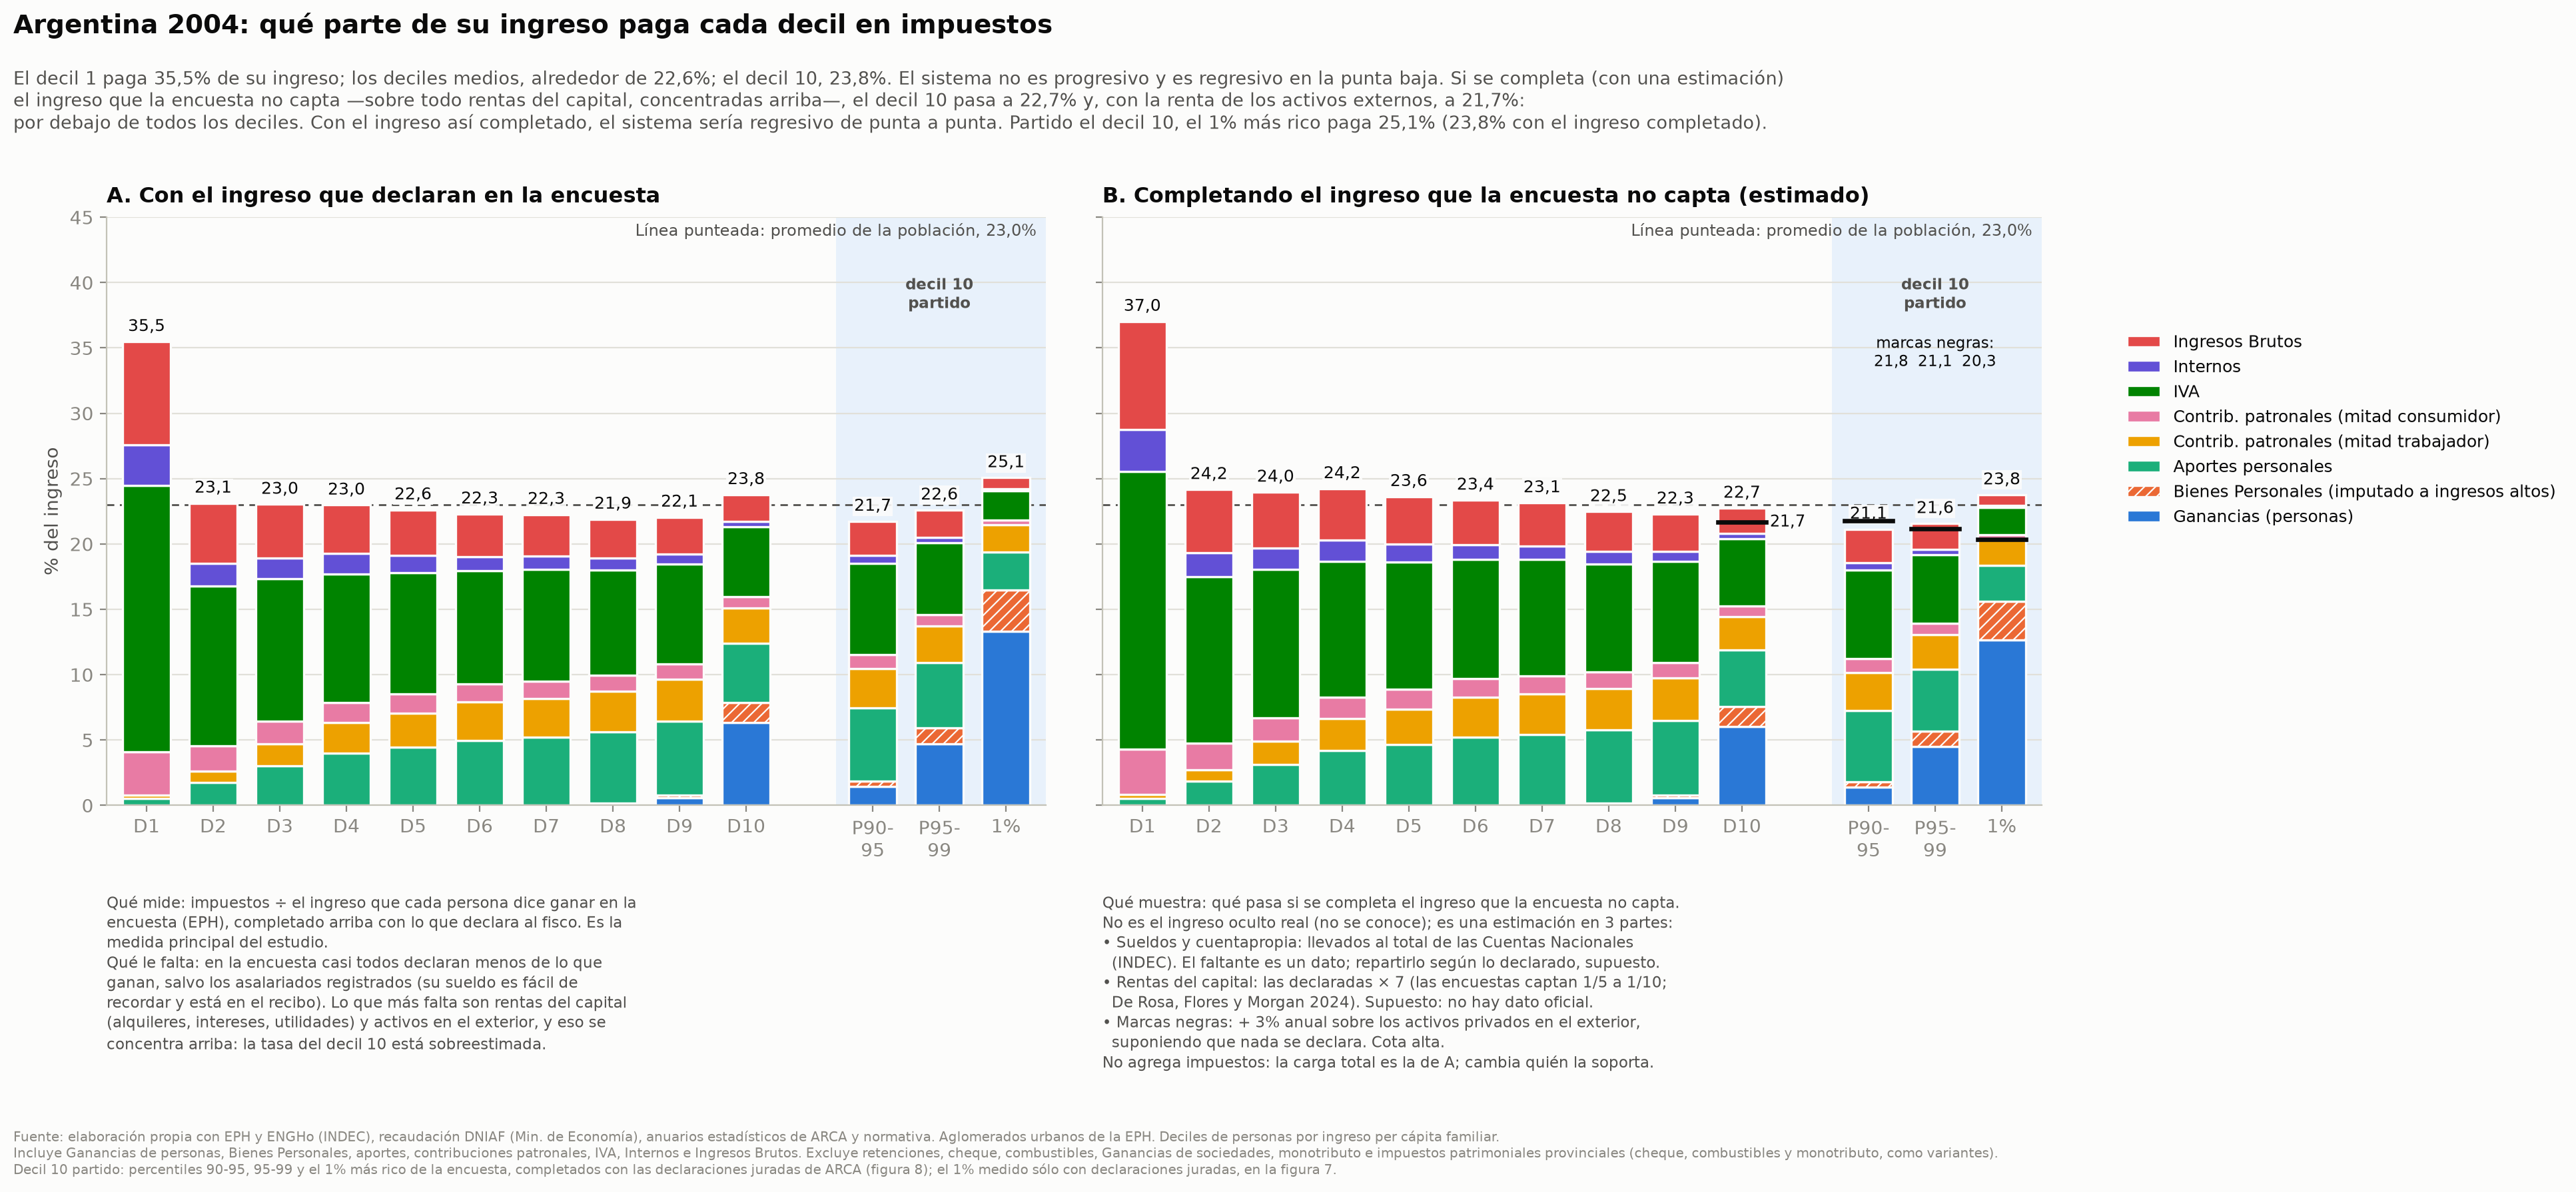 Argentina 2004: qué parte de su ingreso paga cada decil en impuestos
El decil 1 paga 35,5% de su ingreso; los deciles medios, alrededor de 22,6%; el decil 10, 23,8%. El sistema no es progresivo y es regresivo en la punta baja. Si se completa (con una estimación)
el ingreso que la encuesta no capta —sobre todo rentas del capital, concentradas arriba—, el decil 10 pasa a 22,7% y, con la renta de los activos externos, a 21,7%:
por debajo de todos los deciles. Con el ingreso así completado, el sistema sería regresivo de punta a punta. Partido el decil 10, el 1% más rico paga 25,1% (23,8% con el ingreso completado).
A. Con el ingreso que declaran en la encuesta
Línea punteada: promedio de la población, 23,0%
decil 10
partido
% del ingreso
45
40
35
30
25
20
15
10
5
0
35,5
23,1
23,0
23,0
22,6
22,3
22,3
21,9
22,1
23,8
21,7
22,6
25,1
D1
D2
D3
D4
D5
D6
D7
D8
D9
D10
P90-
95
P95-
99
1%
Qué mide: impuestos ÷ el ingreso que cada persona dice ganar en la
encuesta (EPH), completado arriba con lo que declara al fisco. Es la
medida principal del estudio.
Qué le falta: en la encuesta casi todos declaran menos de lo que
ganan, salvo los asalariados registrados (su sueldo es fácil de
recordar y está en el recibo). Lo que más falta son rentas del capital
(alquileres, intereses, utilidades) y activos en el exterior, y eso se
concentra arriba: la tasa del decil 10 está sobreestimada.
B. Completando el ingreso que la encuesta no capta (estimado)
Línea punteada: promedio de la población, 23,0%
decil 10
partido
marcas negras:
21,8 21,1 20,3
37,0
24,2
24,0
24,2
23,6
23,4
23,1
22,5
22,3
22,7
21,7
21,1
21,6
23,8
D1
D2
D3
D4
D5
D6
D7
D8
D9
D10
P90-
95
P95-
99
1%
Qué muestra: qué pasa si se completa el ingreso que la encuesta no capta.
No es el ingreso oculto real (no se conoce); es una estimación en 3 partes:
• Sueldos y cuentapropia: llevados al total de las Cuentas Nacionales
(INDEC). El faltante es un dato; repartirlo según lo declarado, supuesto.
• Rentas del capital: las declaradas × 7 (las encuestas captan 1/5 a 1/10;
De Rosa, Flores y Morgan 2024). Supuesto: no hay dato oficial.
• Marcas negras: + 3% anual sobre los activos privados en el exterior,
suponiendo que nada se declara. Cota alta.
No agrega impuestos: la carga total es la de A; cambia quién la soporta.
Ingresos Brutos
Internos
IVA
Contrib. patronales (mitad consumidor)
Contrib. patronales (mitad trabajador)
Aportes personales
Bienes Personales (imputado a ingresos altos)
Ganancias (personas)
Fuente: elaboración propia con EPH y ENGHo (INDEC), recaudación DNIAF (Min. de Economía), anuarios estadísticos de ARCA y normativa. Aglomerados urbanos de la EPH. Deciles de personas por ingreso per cápita familiar.
Incluye Ganancias de personas, Bienes Personales, aportes, contribuciones patronales, IVA, Internos e Ingresos Brutos. Excluye retenciones, cheque, combustibles, Ganancias de sociedades, monotributo e impuestos patrimoniales provinciales (cheque, combustibles y monotributo, como variantes).
Decil 10 partido: percentiles 90-95, 95-99 y el 1% más rico de la encuesta, completados con las declaraciones juradas de ARCA (figura 8); el 1% medido sólo con declaraciones juradas, en la figura 7.